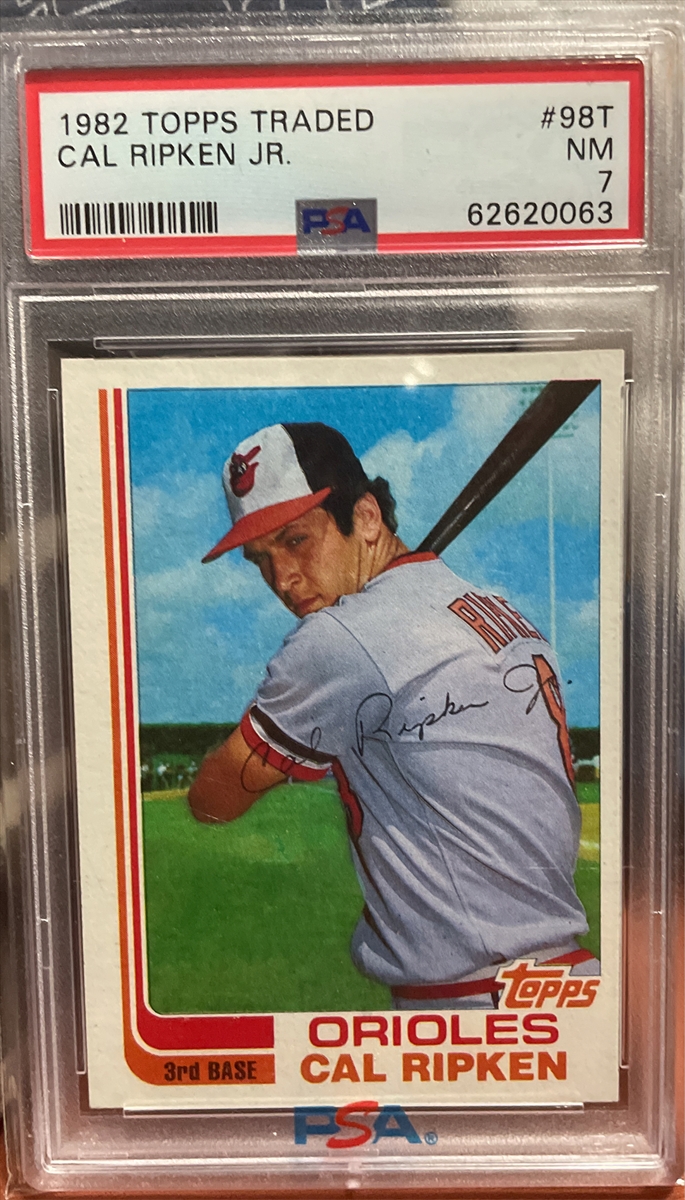 1982 TOPPS TRADED #98T
CAL RIPKEN JR. NM
7
PSA 62620063
Cal Ripken Jr.
topps
ORIOLES
3rd BASE CAL RIPKEN
PSA®